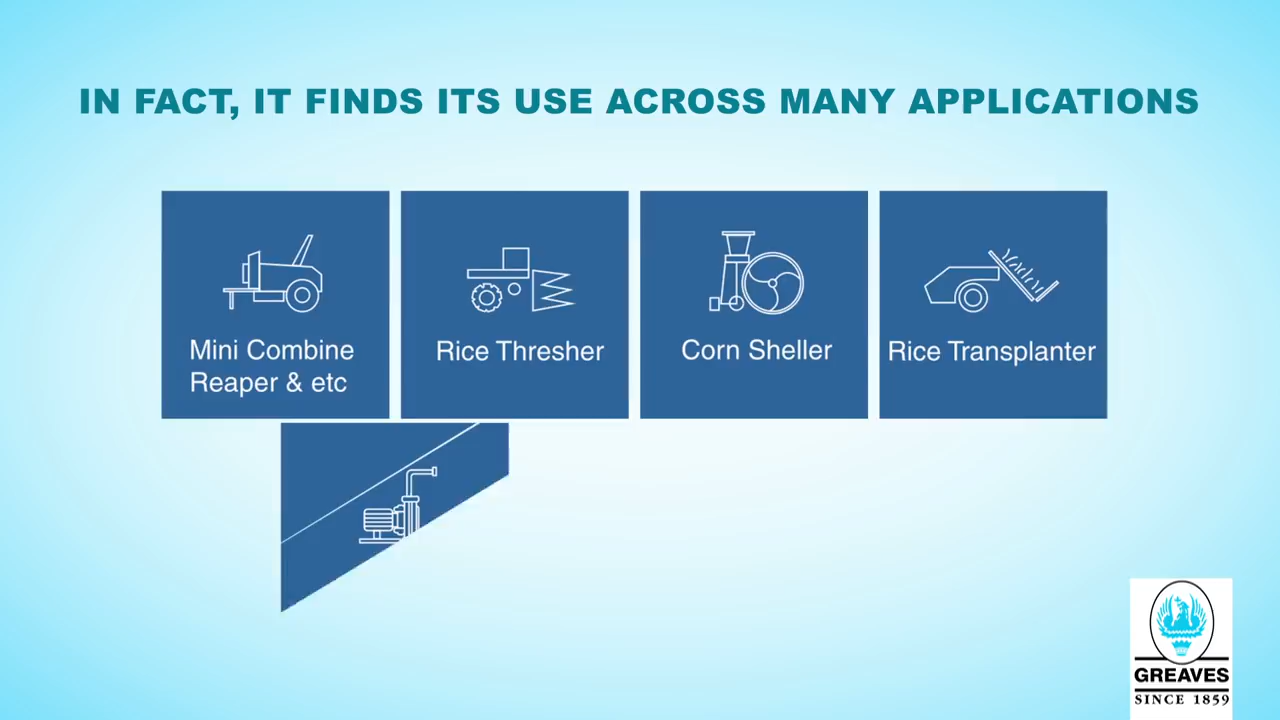 IN FACT, IT FINDS ITS USE ACROSS MANY APPLICATIONS
Mini Combine
Reaper & etc
Rice Thresher
Corn Sheller
Rice Transplanter
GREAVES
SINCE 1859